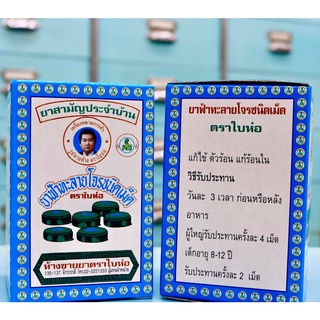 ยาสามัญประจำบ้าน
ยาฟ้าทะลายโจรชนิดเม็ด
ตราใบห่อ
ห้างขายยาตราใบห่อ
ยาฟ้าทะลายโจรชนิดเม็ด
ตราใบห่อ
แก้ไข้ ตัวร้อน แก้ร้อนใน
วิธีรับประทาน
วันละ 3 เวลา ก่อนหรือหลัง
อาหาร
ผู้ใหญ่รับประทานครั้งละ 4 เม็ด
เด็กอายุ 8-12 ปี
รับประทานครั้งละ 2 เม็ด